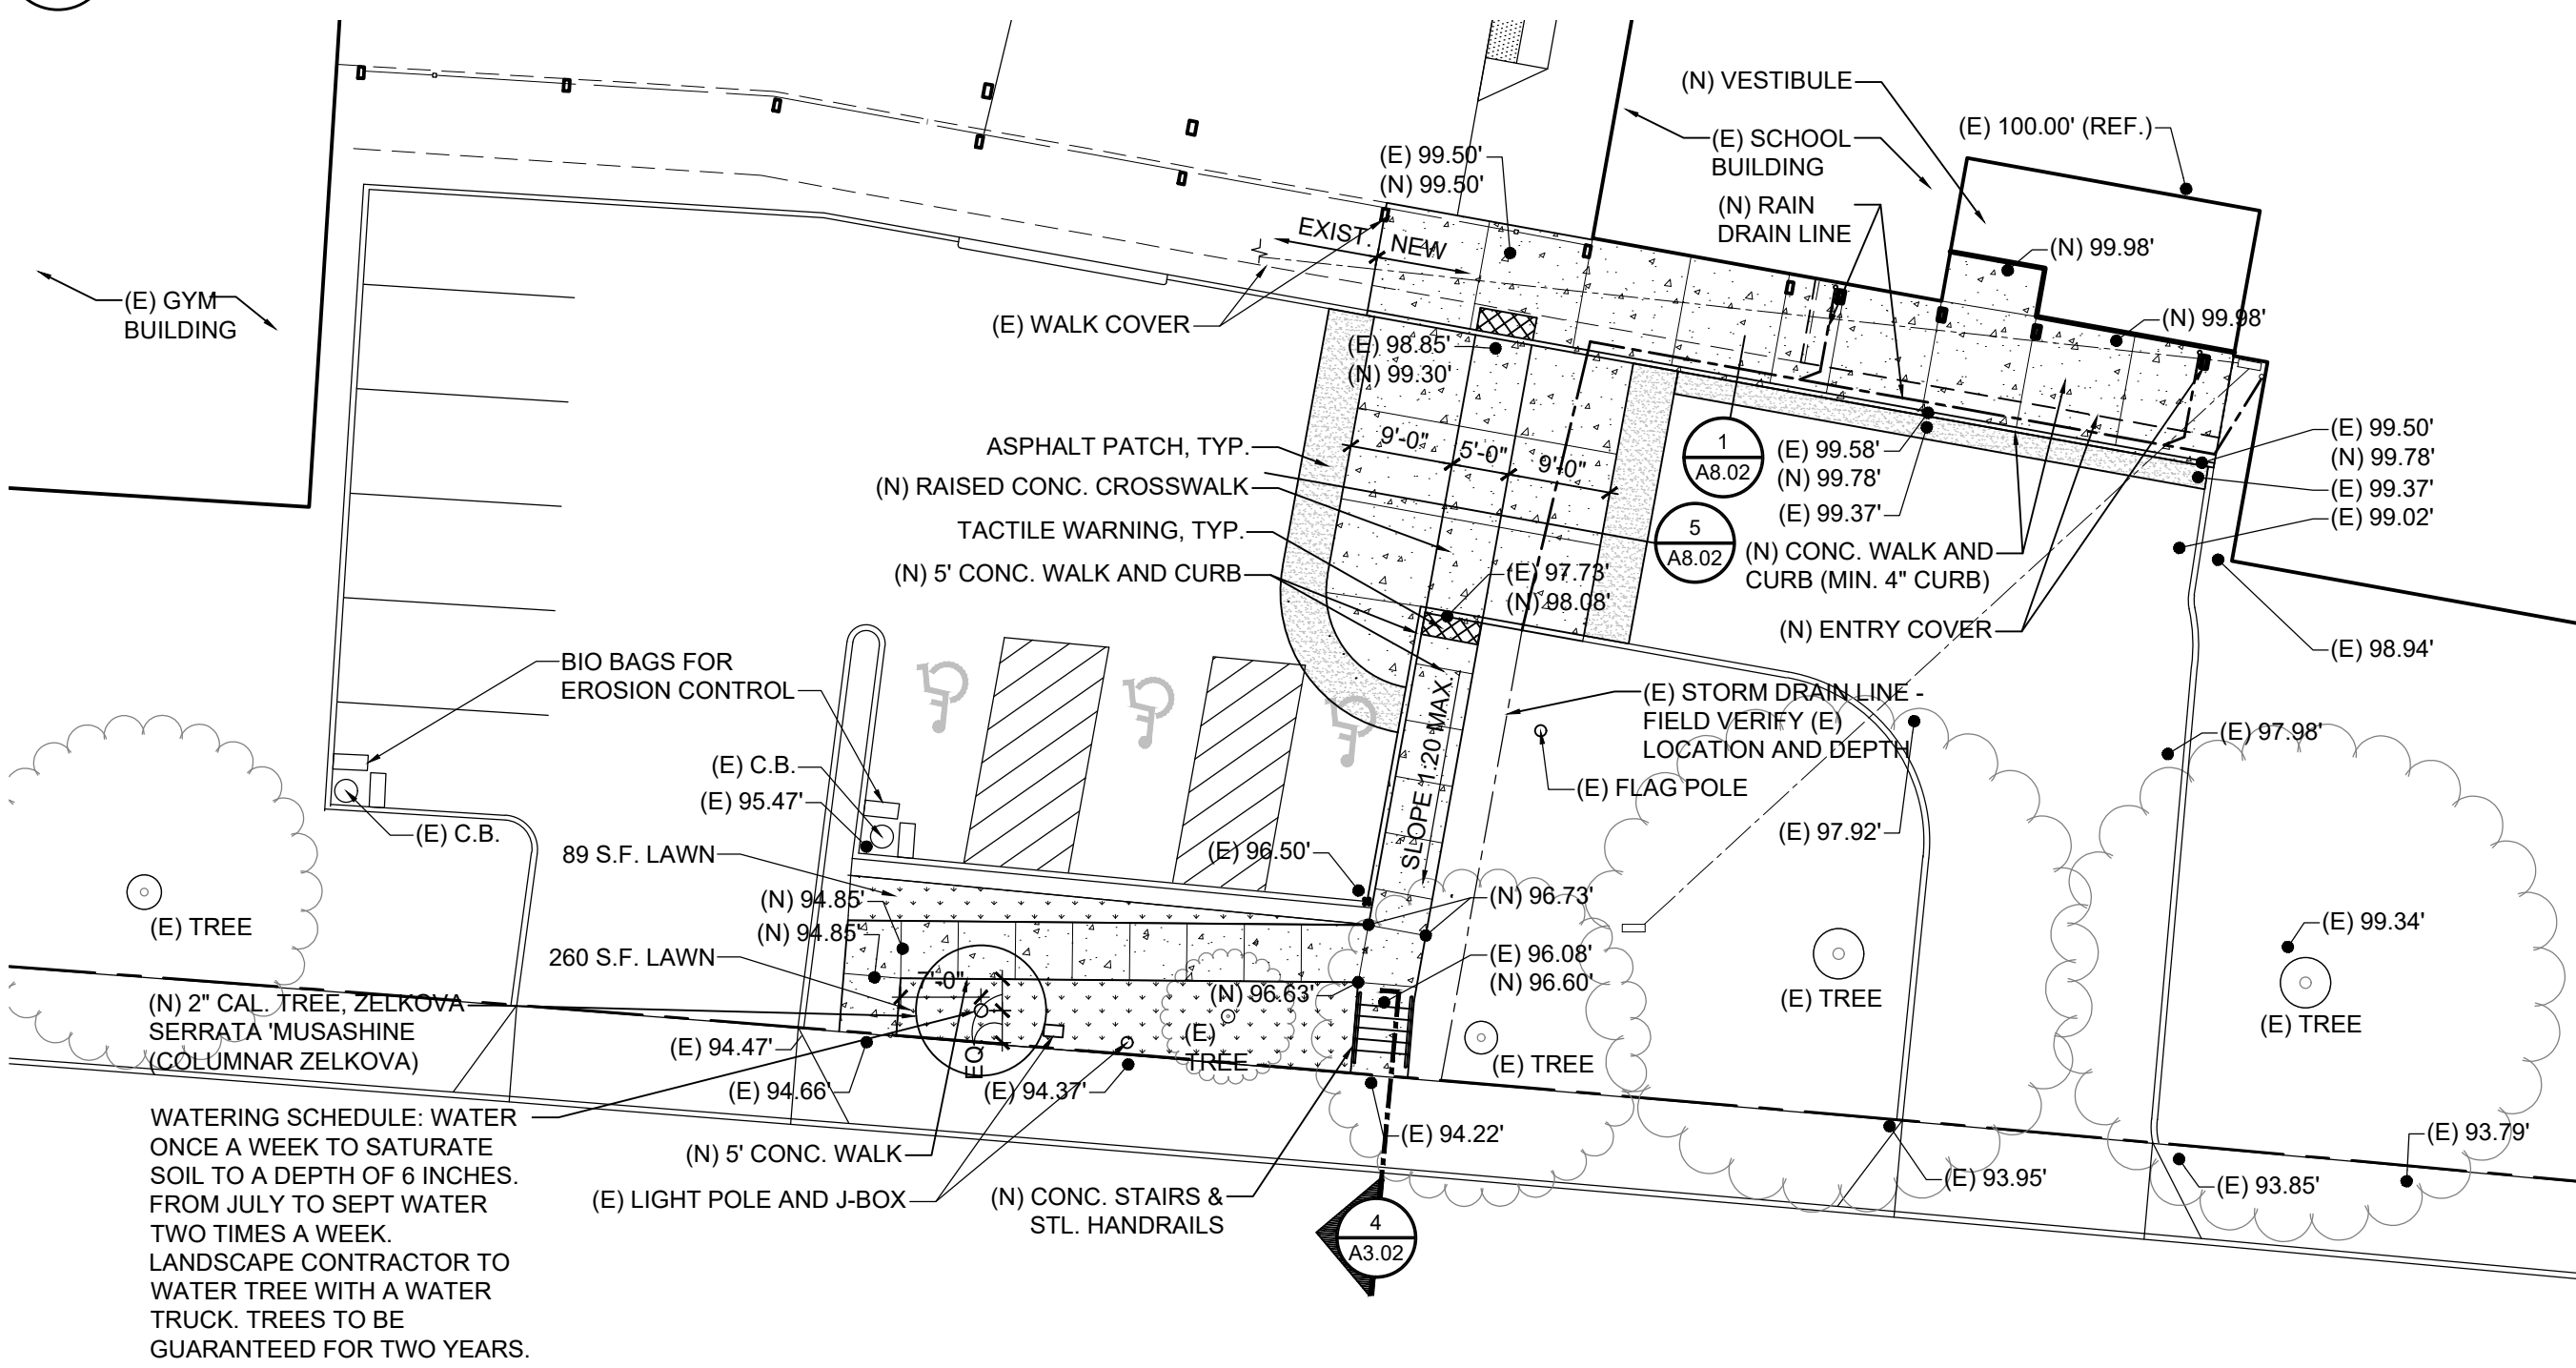 (N) VESTIBULE
(E) SCHOOL
BUILDING
(E) 100.00' (REF.)
(E) 99.50'
(N) 99.50'
(N) RAIN
DRAIN LINE
EXIST.
NEW
(N) 99.98'
(E) GYM
BUILDING
(E) WALK COVER
(N) 99.98'
(E) 98.85'
(N) 99.30'
ASPHALT PATCH, TYP.
9'-0"
5'-0"
9'-0"
1
A8.02
(E) 99.58'
(N) 99.78'
(E) 99.37'
(E) 99.50'
(N) 99.78'
(E) 99.37'
(E) 99.02'
(N) RAISED CONC. CROSSWALK
TACTILE WARNING, TYP.
5
A8.02
(N) CONC. WALK AND
CURB (MIN. 4" CURB)
(N) 5' CONC. WALK AND CURB
(E) 97.73'
(N) 98.08'
(N) ENTRY COVER
(E) 98.94'
BIO BAGS FOR
EROSION CONTROL
(E) STORM DRAIN LINE -
FIELD VERIFY (E)
LOCATION AND DEPTH
SLOPE 1:20 MAX.
(E) 97.98'
(E) C.B.
(E) 95.47'
(E) FLAG POLE
(E) C.B.
(E) 97.92'
89 S.F. LAWN
(E) 96.50'
(N) 94.85'
(N) 96.73'
(E) TREE
(N) 94.85'
(E) 99.34'
260 S.F. LAWN
(E) 96.08'
(N) 96.60'
7'-0"
(N) 96.63'
(E) TREE
(E) TREE
(N) 2" CAL. TREE, ZELKOVA
SERRATA 'MUSASHINE
(COLUMNAR ZELKOVA)
(E) 94.47'
EQ
(E)
TREE
(E) TREE
(E) 94.66'
(E) 94.37'
WATERING SCHEDULE: WATER
ONCE A WEEK TO SATURATE
SOIL TO A DEPTH OF 6 INCHES.
FROM JULY TO SEPT WATER
TWO TIMES A WEEK.
LANDSCAPE CONTRACTOR TO
WATER TREE WITH A WATER
TRUCK. TREES TO BE
GUARANTEED FOR TWO YEARS.
(N) 5' CONC. WALK
(E) LIGHT POLE AND J-BOX
(N) CONC. STAIRS &
STL. HANDRAILS
(E) 94.22'
(E) 93.95'
(E) 93.85'
(E) 93.79'
4
A3.02